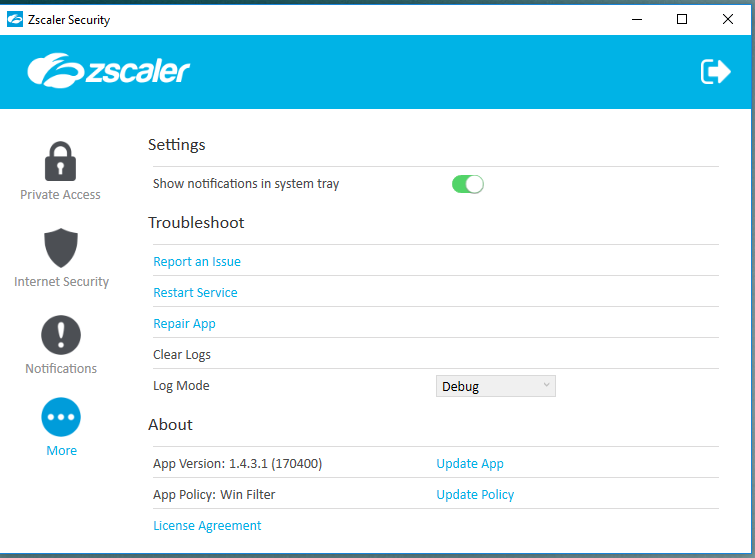 Zscaler Security
zscaler
Private Access
Internet Security
Notifications
More
Settings
Show notifications in system tray
Troubleshoot
Report an Issue
Restart Service
Repair App
Clear Logs
Log Mode Debug
About
App Version: 1.4.3.1 (170400) Update App
App Policy: Win Filter Update Policy
License Agreement